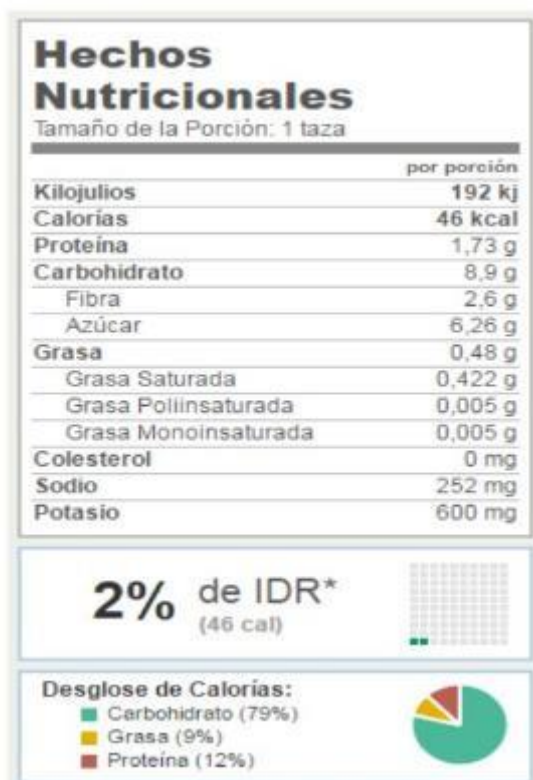 Hechos
Nutricionales
Tamaño de la Porción: 1 taza
por porción
Kilojulios 192 kj
Calorías 46 kcal
Proteína 1,73 g
Carbohidrato 8,9 g
Fibra 2,6 g
Azúcar 6,26 g
Grasa 0,48 g
Grasa Saturada 0,422 g
Grasa Poliinsaturada 0,005 g
Grasa Monoinsaturada 0,005 g
Colesterol 0 mg
Sodio 252 mg
Potasio 600 mg
2% de IDR*
(46 cal)
Desglose de Calorías:
Carbohidrato (79%)
Grasa (9%)
Proteína (12%)